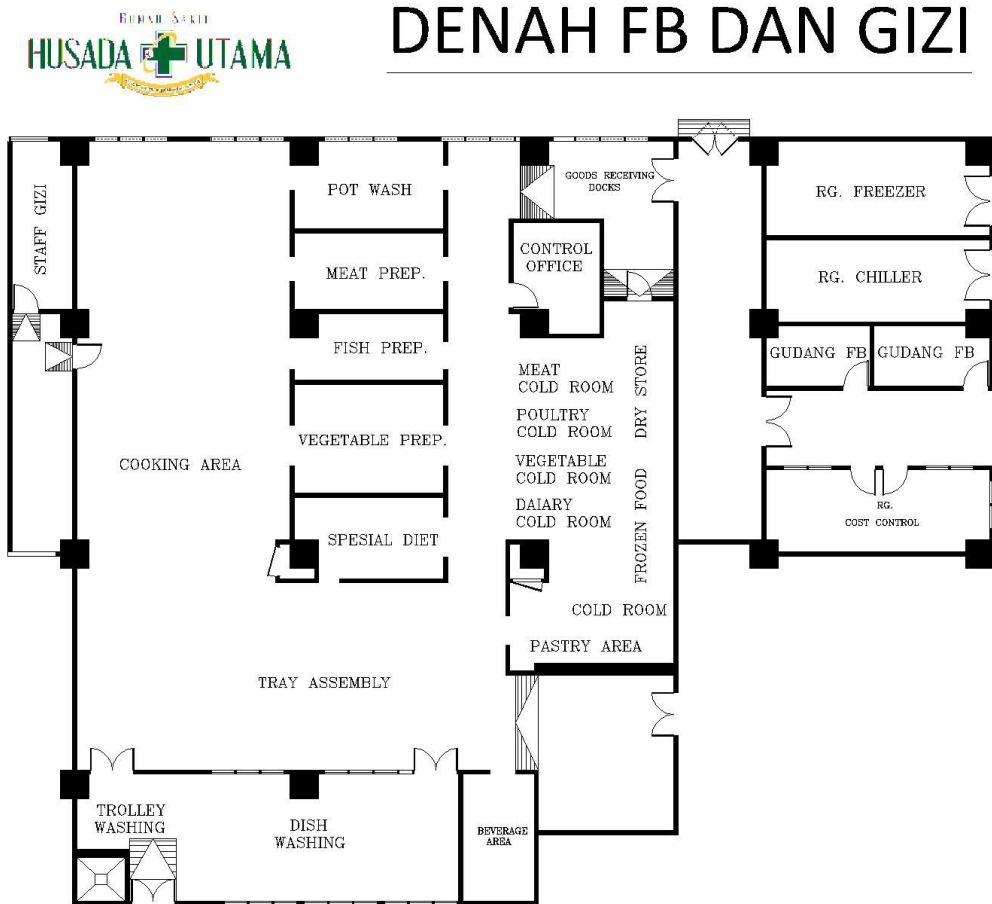 RUMAH SAKIT
HUSADA UTAMA
DENAH FB DAN GIZI
STAFF GIZI
POT WASH
GOODS RECEIVING
DOCKS
RG. FREEZER
MEAT PREP.
CONTROL
OFFICE
RG. CHILLER
FISH PREP.
GUDANG FB
GUDANG FB
MEAT
COLD ROOM
POULTRY
COLD ROOM
DRY STORE
VEGETABLE PREP.
COOKING AREA
VEGETABLE
COLD ROOM
DAIARY
COLD ROOM
FROZEN FOOD
RG.
COST CONTROL
SPESIAL DIET
COLD ROOM
PASTRY AREA
TRAY ASSEMBLY
TROLLEY
WASHING
DISH
WASHING
BEVERAGE
AREA